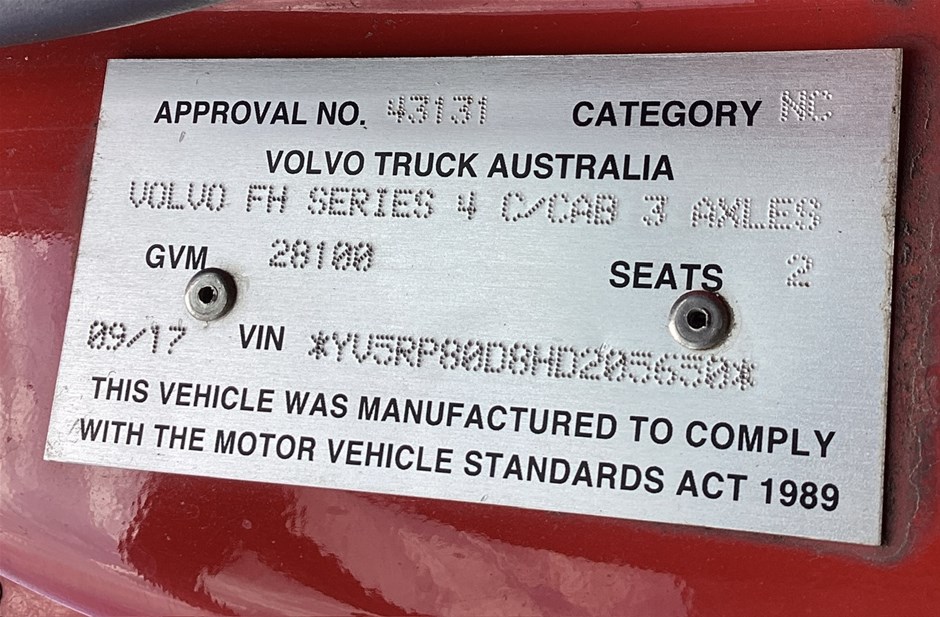 APPROVAL NO. 43131 CATEGORY NC
VOLVO TRUCK AUSTRALIA
VOLVO FH SERIES 4 C/CAB 3 AXLES
GVM 28100 SEATS 2
09/17 VIN *YV5RP80D8HD205650*
THIS VEHICLE WAS MANUFACTURED TO COMPLY
WITH THE MOTOR VEHICLE STANDARDS ACT 1989